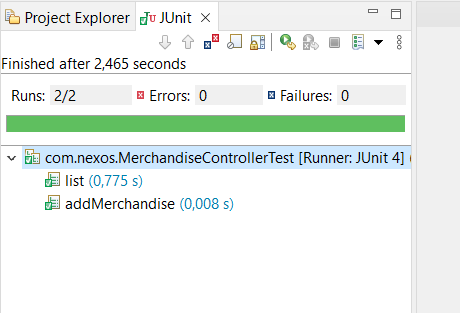 Project Explorer JUnit
Finished after 2,465 seconds
Runs: 2/2 Errors: 0 Failures: 0
com.nexos.MerchandiseControllerTest [Runner: JUnit 4] (
list (0,775 s)
addMerchandise (0,008 s)